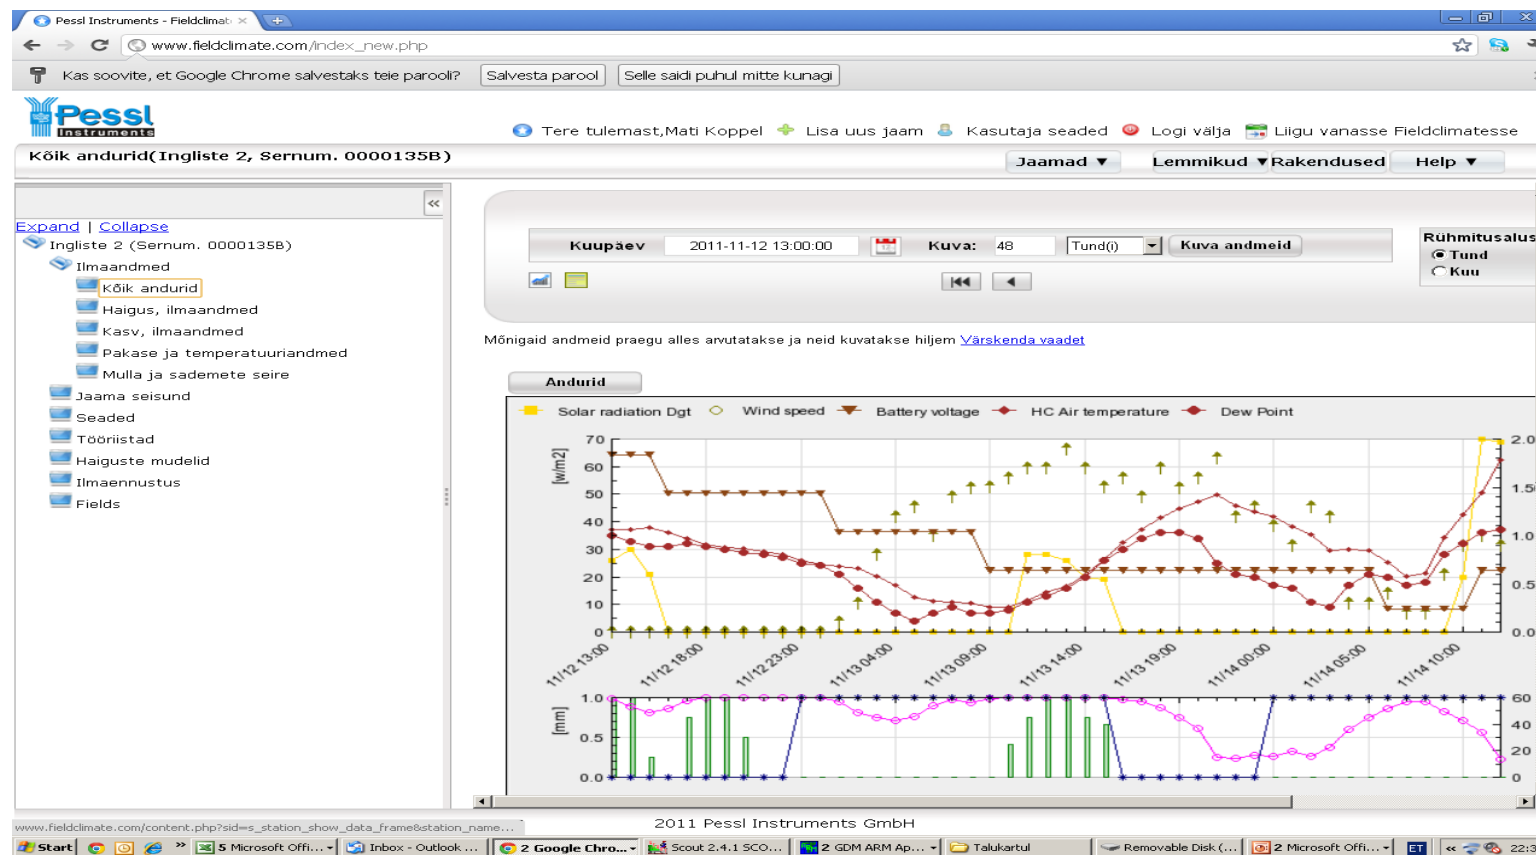 Pessl Instruments - Fieldclimat
www.fieldclimate.com/index_new.php
Kas soovite, et Google Chrome salvestaks teie parooli? Salvesta parool Selle saidi puhul mitte kunagi
Pessl
Instruments
Tere tulemast,Mati Koppel Lisa uus jaam Kasutaja seaded Logi välja Liigu vanasse Fieldclimatesse
Kõik andurid(Ingliste 2, Sernum. 0000135B)
Jaamad ▼ Lemmikud ▼ Rakendused Help ▼
«
Expand | Collapse
Ingliste 2 (Sernum. 0000135B)
Ilmaandmed
Kõik andurid
Haigus, ilmaandmed
Kasv, ilmaandmed
Pakase ja temperatuuriandmed
Mulla ja sademete seire
Jaama seisund
Seaded
Tööriistad
Haiguste mudelid
Ilmaennustus
Fields
Kuupäev 2011-11-12 13:00:00 Kuva: 48 Tund(i) Kuva andmeid
Rühmitusalus
Tund
Kuu
Mõnigaid andmeid praegu alles arvutatakse ja neid kuvatakse hiljem Värskenda vaadet
Andurid
Solar radiation Dgt Wind speed Battery voltage HC Air temperature Dew Point
[w/m2]
70 2.0
60
50 1.5
40
30 1.0
20
10 0.5
0 0.0
11/12 13:00 11/12 18:00 11/12 23:00 11/13 04:00 11/13 09:00 11/13 14:00 11/13 19:00 11/14 00:00 11/14 05:00 11/14 10:00
[mm]
1.0 60
40
0.5
20
0.0 0
www.fieldclimate.com/content.php?sid=s_station_show_data_frame&station_name...
2011 Pessl Instruments GmbH
Start » 5 Microsoft Offi... Inbox - Outlook ... 2 Google Chro... Scout 2.4.1 SCO... 2 GDM ARM Ap... Talukartul Removable Disk (... 2 Microsoft Offi... ET « 22:3